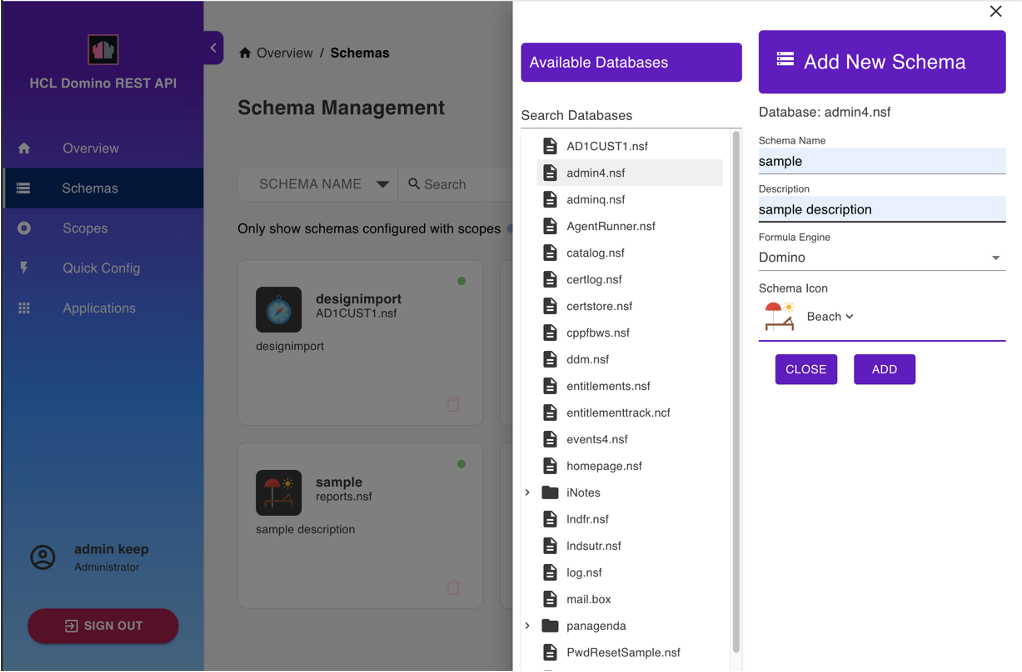 HCL Domino REST API
Overview
Schemas
Scopes
Quick Config
Applications
admin keep
Administrator
SIGN OUT
Overview / Schemas
Schema Management
SCHEMA NAME
Search
Only show schemas configured with scopes
designimport
AD1CUST1.nsf
designimport
sample
reports.nsf
sample description
Available Databases
Search Databases
AD1CUST1.nsf
admin4.nsf
adminq.nsf
AgentRunner.nsf
catalog.nsf
certlog.nsf
certstore.nsf
cppfbws.nsf
ddm.nsf
entitlements.nsf
entitlementtrack.ncf
events4.nsf
homepage.nsf
iNotes
lndfr.nsf
lndsutr.nsf
log.nsf
mail.box
panagenda
PwdResetSample.nsf
Add New Schema
Database: admin4.nsf
Schema Name
sample
Description
sample description
Formula Engine
Domino
Schema Icon
Beach
CLOSE
ADD